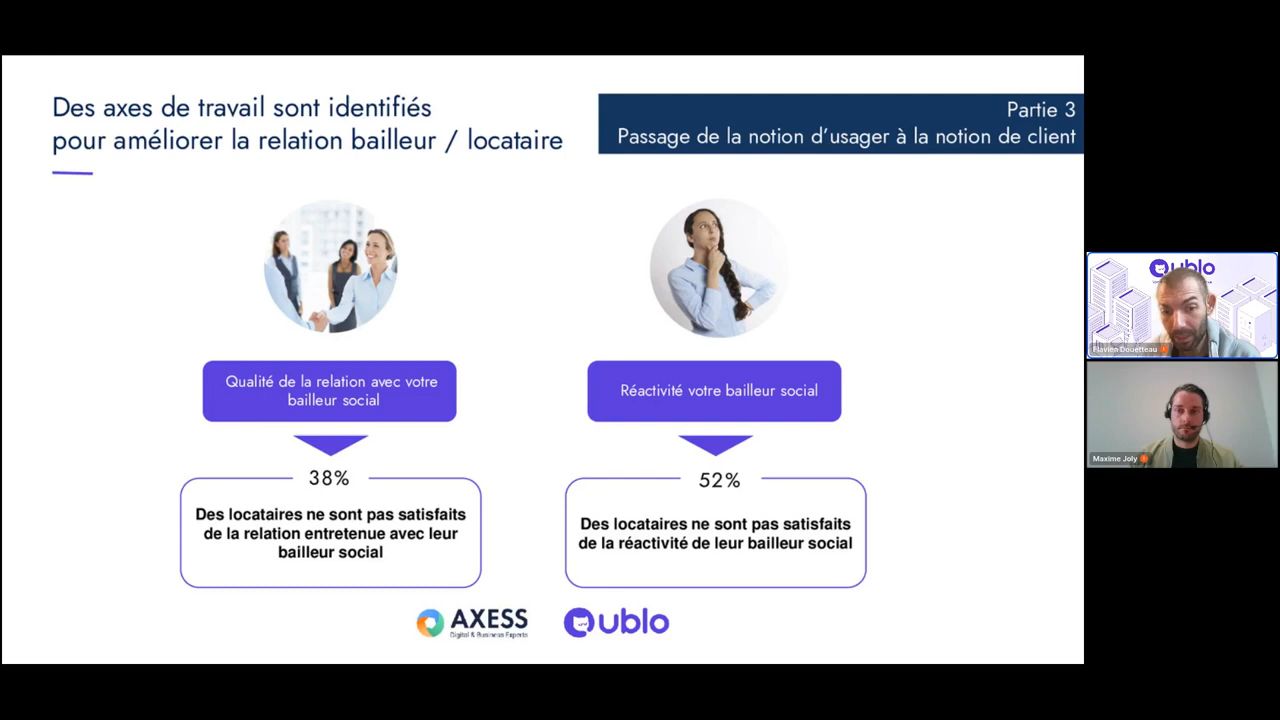 Des axes de travail sont identifiés
pour améliorer la relation bailleur / locataire
Partie 3
Passage de la notion d'usager à la notion de client
Qualité de la relation avec votre
bailleur social
Réactivité votre bailleur social
38%
Des locataires ne sont pas satisfaits
de la relation entretenue avec leur
bailleur social
52%
Des locataires ne sont pas satisfaits
de la réactivité de leur bailleur social
AXESS
Digital & Business Experts
ublo
ublo
Flavien Douetteau
Maxime Joly